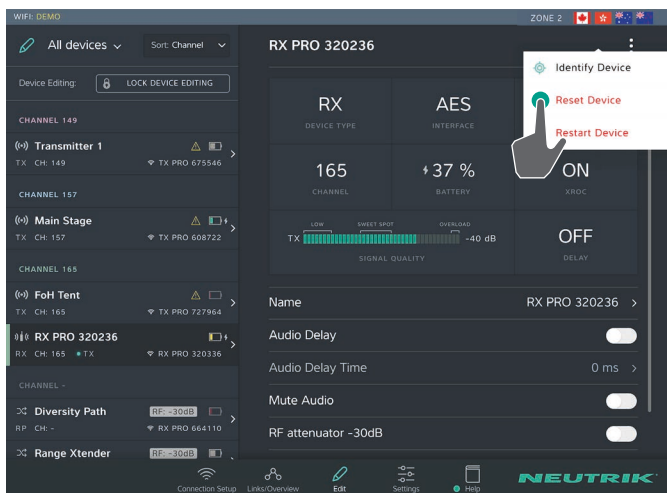 WIFI: DEMO
ZONE 2
All devices
Sort: Channel
Device Editing:
LOCK DEVICE EDITING
CHANNEL 149
Transmitter 1
TX CH: 149
TX PRO 675546
CHANNEL 157
Main Stage
TX CH: 157
TX PRO 608722
CHANNEL 165
FoH Tent
TX CH: 165
TX PRO 727964
RX PRO 320236
RX CH: 165 TX
RX PRO 320336
CHANNEL -
Diversity Path
RF: -30dB
RP CH: -
RX PRO 664110
Range Xtender
RF: -30dB
RX PRO 320236
Identify Device
Reset Device
Restart Device
RX
DEVICE TYPE
AES
INTERFACE
165
CHANNEL
37 %
BATTERY
ON
XROC
LOW
SWEET SPOT
OVERLOAD
TX
-40 dB
SIGNAL QUALITY
OFF
DELAY
Name
RX PRO 320236
Audio Delay
Audio Delay Time
0 ms
Mute Audio
RF attenuator -30dB
Connection Setup
Links/Overview
Edit
Settings
Help
NEUTRIK